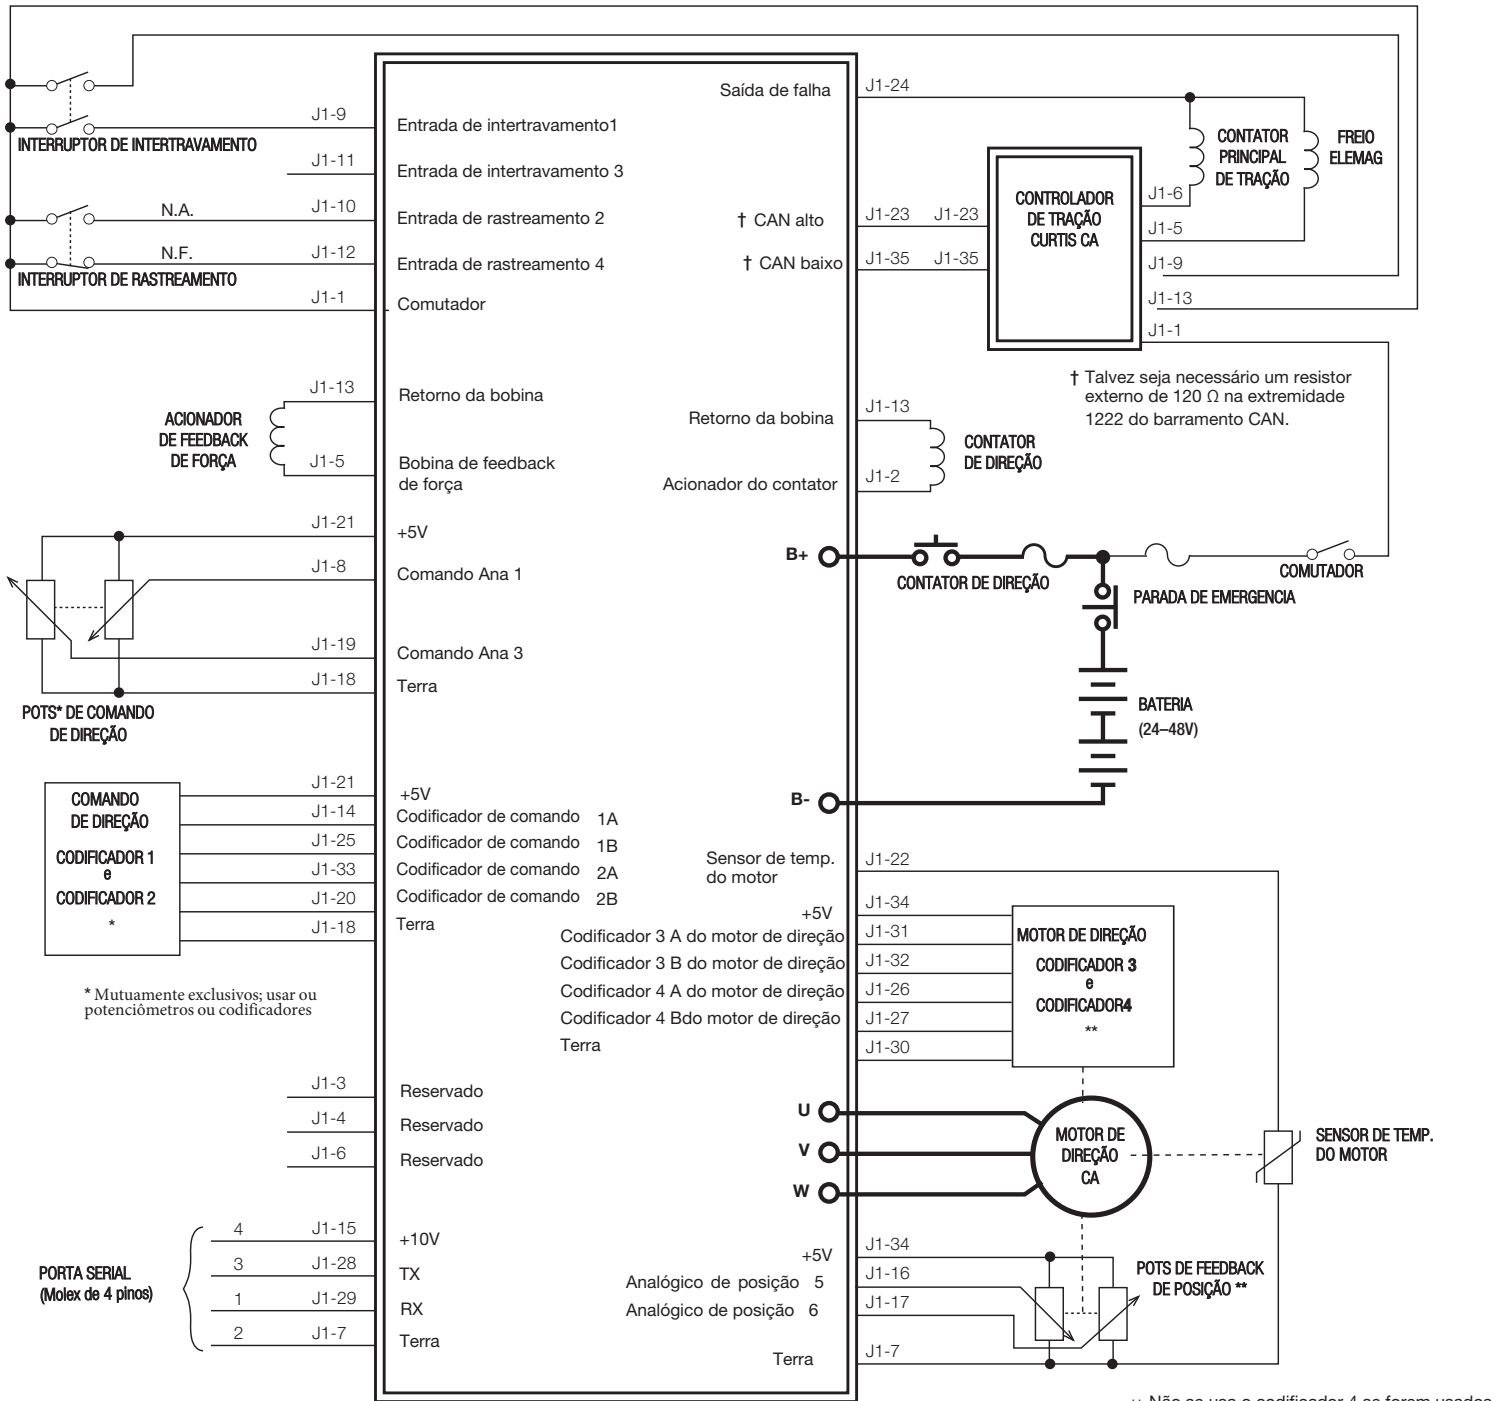 J1-9
Entrada de intertravamento1
INTERRUPTOR DE INTERTRAVAMENTO
J1-11
Entrada de intertravamento 3
N.A.
J1-10
Entrada de rastreamento 2
N.F.
J1-12
Entrada de rastreamento 4
INTERRUPTOR DE RASTREAMENTO
J1-1
Comutador
Saída de falha
J1-24
CONTATOR
PRINCIPAL
DE TRAÇÃO
FREIO
ELEMAG
CONTROLADOR
DE TRAÇÃO
CURTIS CA
J1-6
J1-5
J1-9
J1-13
J1-1
† CAN alto
J1-23
J1-23
† CAN baixo
J1-35
J1-35
† Talvez seja necessário um resistor
externo de 120 Ω na extremidade
1222 do barramento CAN.
J1-13
Retorno da bobina
ACIONADOR
DE FEEDBACK
DE FORÇA
J1-5
Bobina de feedback
de força
Retorno da bobina
J1-13
CONTATOR
DE DIREÇÃO
Acionador do contator
J1-2
J1-21
+5V
J1-8
Comando Ana 1
J1-19
Comando Ana 3
J1-18
Terra
POTS* DE COMANDO
DE DIREÇÃO
B+
CONTATOR DE DIREÇÃO
COMUTADOR
PARADA DE EMERGENCIA
BATERIA
(24–48V)
B-
COMANDO
DE DIREÇÃO
CODIFICADOR 1
e
CODIFICADOR 2
*
J1-21
+5V
J1-14
Codificador de comando 1A
J1-25
Codificador de comando 1B
J1-33
Codificador de comando 2A
J1-20
Codificador de comando 2B
J1-18
Terra
* Mutuamente exclusivos; usar ou
potenciômetros ou codificadores
Sensor de temp.
do motor
J1-22
+5V
J1-34
Codificador 3 A do motor de direção
J1-31
Codificador 3 B do motor de direção
J1-32
Codificador 4 A do motor de direção
J1-26
Codificador 4 Bdo motor de direção
J1-27
Terra
J1-30
MOTOR DE DIREÇÃO
CODIFICADOR 3
e
CODIFICADOR4
**
J1-3
Reservado
J1-4
Reservado
J1-6
Reservado
U
V
W
MOTOR DE
DIREÇÃO
CA
SENSOR DE TEMP.
DO MOTOR
PORTA SERIAL
(Molex de 4 pinos)
4
J1-15
+10V
3
J1-28
TX
1
J1-29
RX
2
J1-7
Terra
+5V
J1-34
Analógico de posição 5
J1-16
Analógico de posição 6
J1-17
Terra
J1-7
POTS DE FEEDBACK
DE POSIÇÃO **
Não se usa o codificador 4 se forem usados